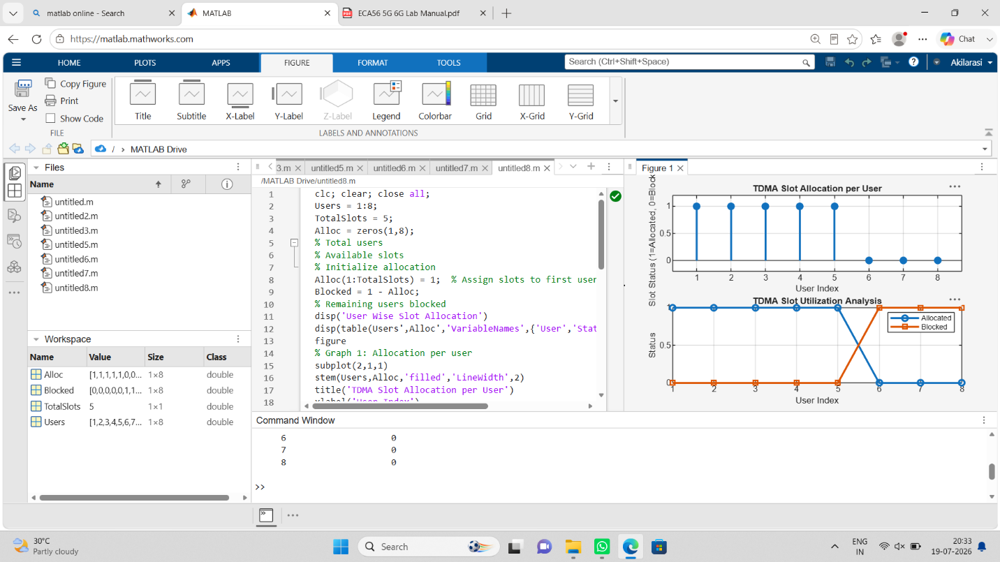 matlab online - Search
MATLAB
ECA56 5G 6G Lab Manual.pdf
https://matlab.mathworks.com
Chat
HOME
PLOTS
APPS
FIGURE
FORMAT
TOOLS
Search (Ctrl+Shift+Space)
Akilarasi
Save As
Copy Figure
Print
Show Code
FILE
Title
Subtitle
X-Label
Y-Label
Z-Label
Legend
Colorbar
Grid
X-Grid
Y-Grid
LABELS AND ANNOTATIONS
/ › MATLAB Drive
Files
Name
untitled.m
untitled2.m
untitled3.m
untitled5.m
untitled6.m
untitled7.m
untitled8.m
Workspace
Name Value Size Class
Alloc [1,1,1,1,1,0,0... 1×8 double
Blocked [0,0,0,0,0,1,1... 1×8 double
TotalSlots 5 1×1 double
Users [1,2,3,4,5,6,7... 1×8 double
3.m untitled5.m untitled6.m untitled7.m untitled8.m
/MATLAB Drive/untitled8.m
1 clc; clear; close all;
2 Users = 1:8;
3 TotalSlots = 5;
4 Alloc = zeros(1,8);
5 % Total users
6 % Available slots
7 % Initialize allocation
8 Alloc(1:TotalSlots) = 1; % Assign slots to first user
9 Blocked = 1 - Alloc;
10 % Remaining users blocked
11 disp('User Wise Slot Allocation')
12 disp(table(Users',Alloc','VariableNames',{'User','Stat
13 figure
14 % Graph 1: Allocation per user
15 subplot(2,1,1)
16 stem(Users,Alloc,'filled','LineWidth',2)
17 title('TDMA Slot Allocation per User')
18 xlabel('User Index')
Figure 1
TDMA Slot Allocation per User
Slot Status (1=Allocated, 0=Block
1
0.5
0
1 2 3 4 5 6 7 8
User Index
TDMA Slot Utilization Analysis
Status
1
0.5
0
Allocated
Blocked
1 2 3 4 5 6 7 8
User Index
Command Window
6 0
7 0
8 0
>>
30°C
Partly cloudy
Search
ENG
IN
20:33
19-07-2026